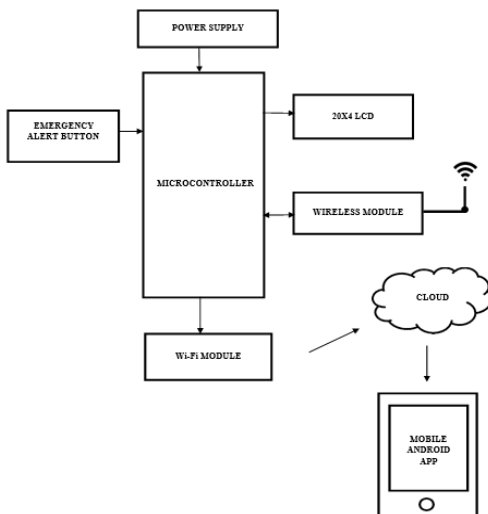 POWER SUPPLY
EMERGENCY
ALERT BUTTON
20X4 LCD
MICROCONTROLLER
WIRELESS MODULE
CLOUD
Wi-Fi MODULE
MOBILE
ANDROID
APP